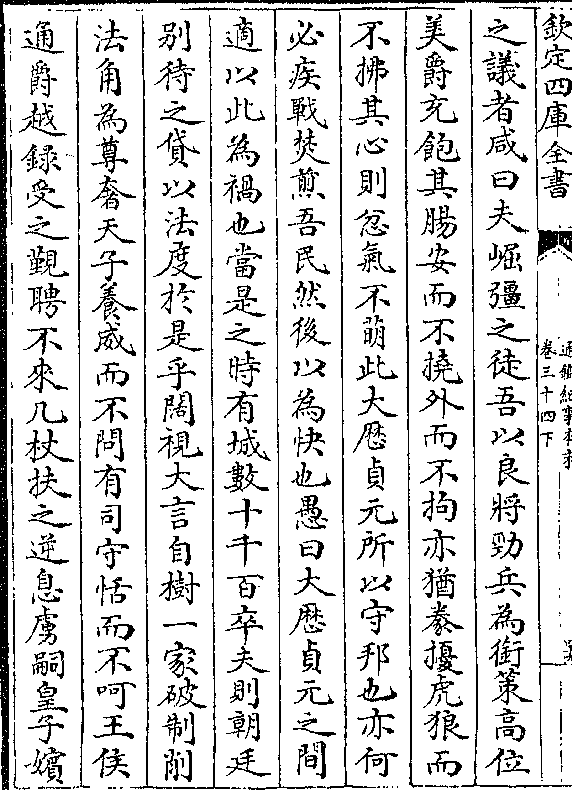 欽定四庫全書
通鑑紀事本末
卷三十四下
之議者咸曰夫崛彊之徒吾以良將勁兵為銜策高位
美爵充飽其腸安而不撓外而不拘亦猶豢擾虎狼而
不拂其心則忿氣不萌此大厯貞元所以守邦也亦何
必疾戰焚煎吾民然後以為快也愚曰大厯貞元之間
適以此為禍也當是之時有城數十千百卒夫則朝廷
别待之貸以法度於是乎闊視大言自樹一家破制削
法角為尊奢天子養威而不問有司守恬而不呵王侯
通爵越錄受之覲聘不來几杖扶之逆息虜嗣皇子嬪